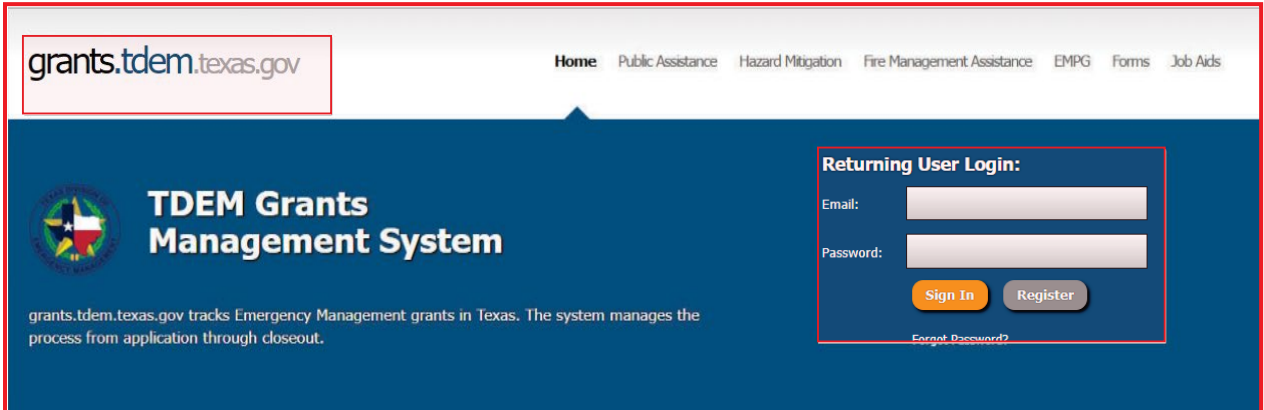 grants.tdem.texas.gov
Home Public Assistance Hazard Mitigation Fire Management Assistance EMPG Forms Job Aids
TDEM Grants
Management System
grants.tdem.texas.gov tracks Emergency Management grants in Texas. The system manages the
process from application through closeout.
Returning User Login:
Email:
Password:
Sign In Register
Forgot Password?